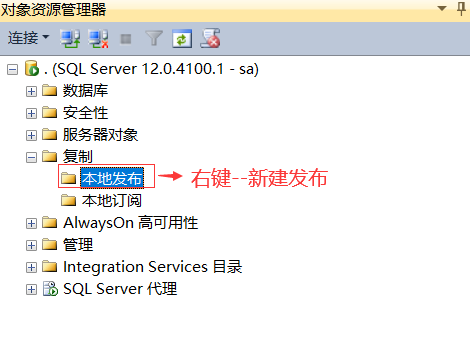 对象资源管理器
连接
. (SQL Server 12.0.4100.1 - sa)
数据库
安全性
服务器对象
复制
本地发布 右键--新建发布
本地订阅
AlwaysOn 高可用性
管理
Integration Services 目录
SQL Server 代理